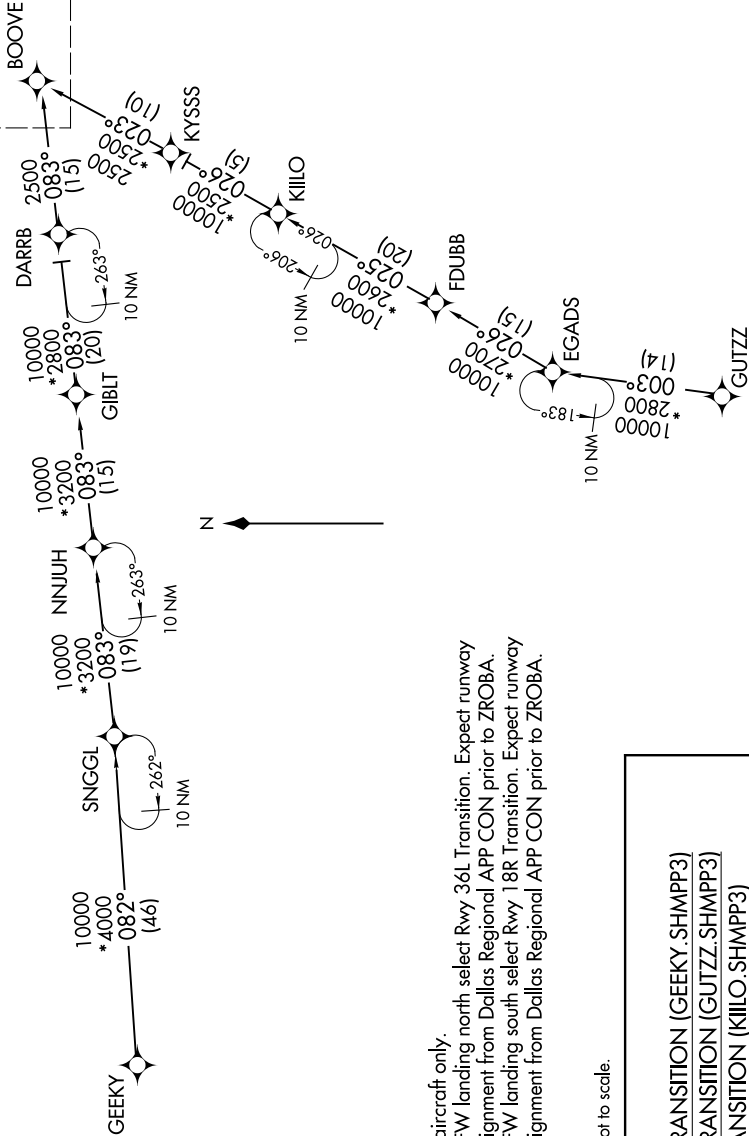 BOOVE
2500
083°
(15)
DARRB
263°
10 NM
10000
*2800
083°
(20)
GIBLT
10000
*3200
083°
(15)
NNJUH
263°
10 NM
10000
*3200
083°
(19)
SNGGL
262°
10 NM
10000
*4000
082°
(46)
GEEKY
(10)
023°
*2500
2500
KYSSS
(5)
026°
*2500
10000
KIILO
026°
206°
10 NM
(20)
025°
*2600
10000
FDUBB
(15)
026°
*2700
10000
EGADS
183°
10 NM
(14)
003°
*2800
10000
GUTZZ
N
aircraft only.
FW landing north select Rwy 36L Transition. Expect runway
ignment from Dallas Regional APP CON prior to ZROBA.
FW landing south select Rwy 18R Transition. Expect runway
ignment from Dallas Regional APP CON prior to ZROBA.
ot to scale.
RANSITION (GEEKY.SHMPP3)
RANSITION (GUTZZ.SHMPP3)
ANSITION (KIILO.SHMPP3)